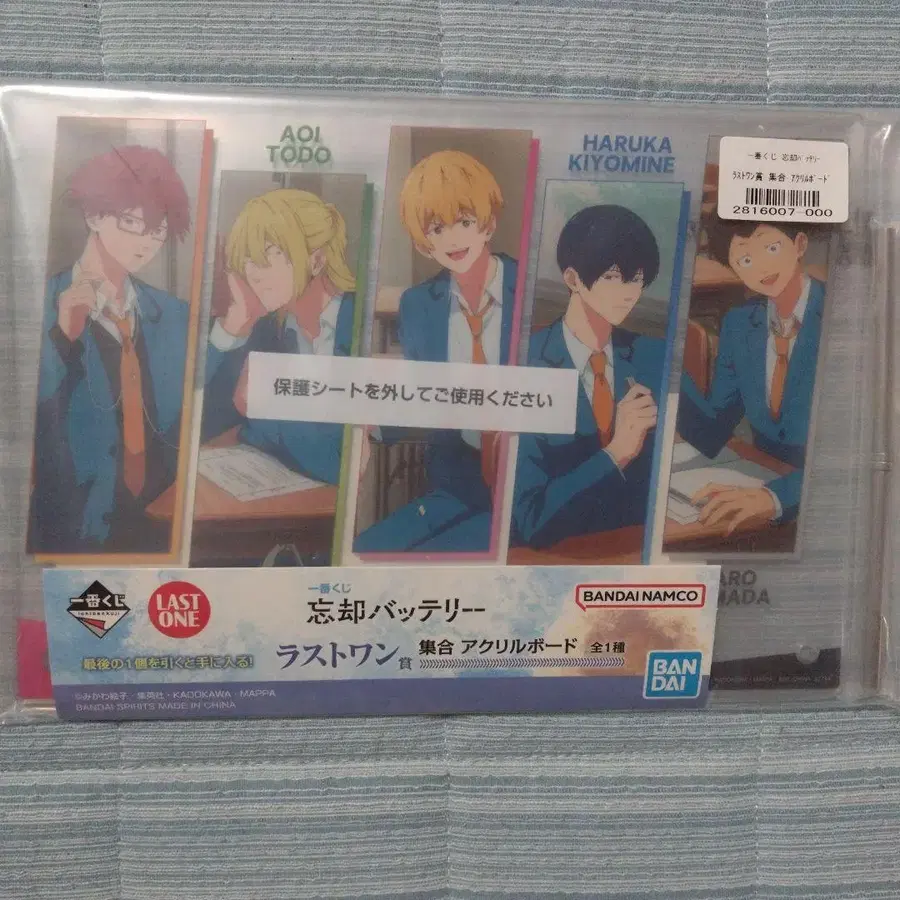 AOI
TODO
HARUKA
KIYOMINE
一番くじ 忘却バッテリー
ラストワン賞 集合 アクリルボード
2816007-000
保護シートを外してご使用ください
一番くじ
ICHIBANKUJI
LAST
ONE
一番くじ
忘却バッテリー
BANDAI NAMCO
最後の1個を引くと手に入る!
ラストワン賞 集合 アクリルボード 全1種
BAN
DAI
©みかわ絵子/集英社・KADOKAWA・MAPPA
BANDAI SPIRITS MADE IN CHINA